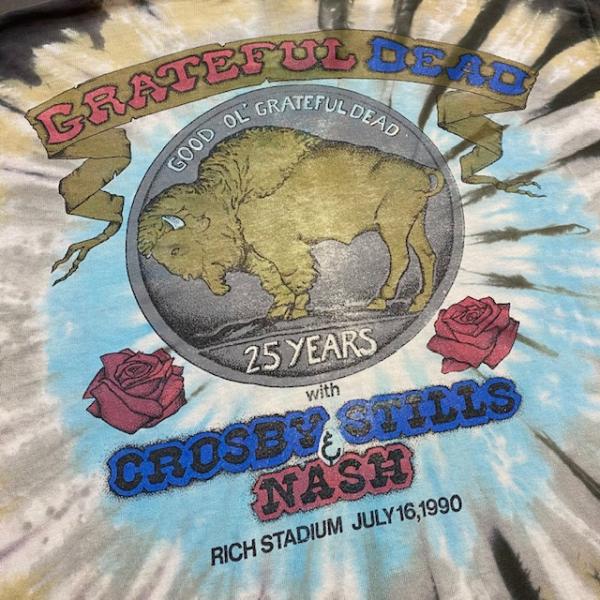 GRATEFUL DEAD
GOOD OL' GRATEFUL DEAD
25 YEARS
with
CROSBY STILLS
&
NASH
RICH STADIUM JULY 16, 1990